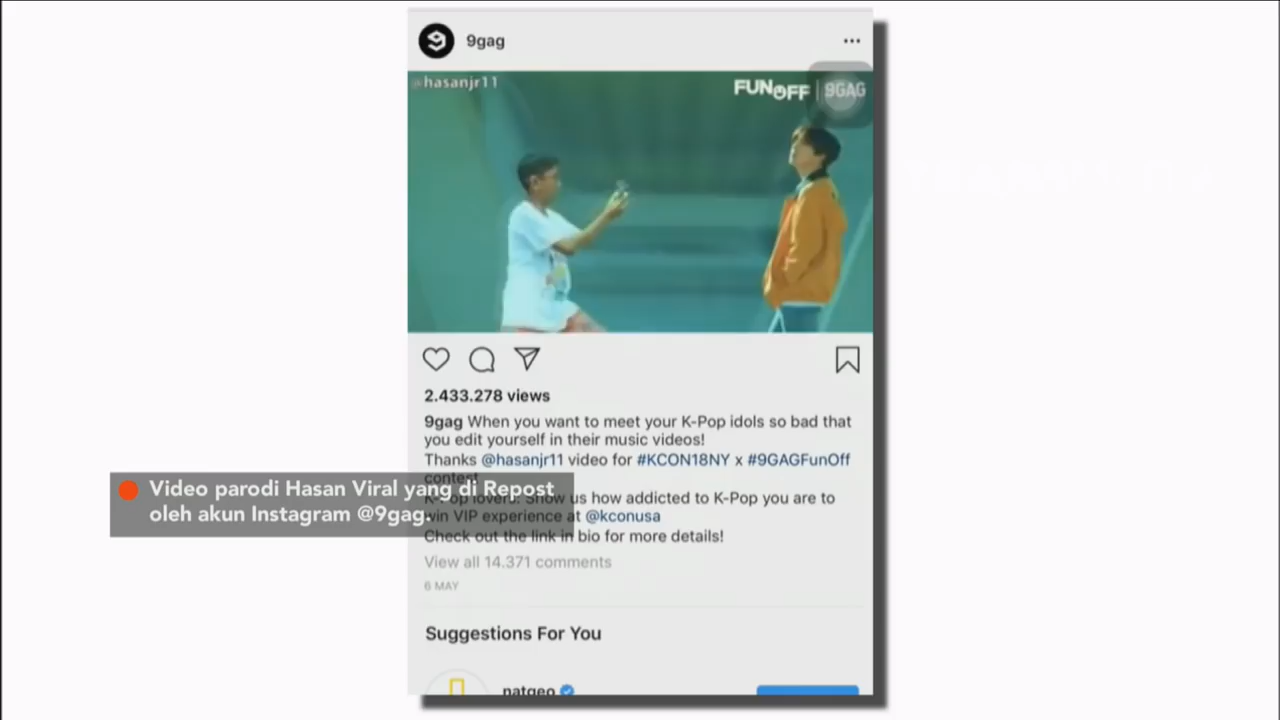 9gag
@hasanjr11
FUNOFF | 9GAG
2.433.278 views
9gag When you want to meet your K-Pop idols so bad that
you edit yourself in their music videos!
Thanks @hasanjr11 video for #KCON18NY x #9GAGFunOff
contest
K-Pop lovers! Show us how addicted to K-Pop you are to
win VIP experience at @kconusa
Check out the link in bio for more details!
View all 14.371 comments
6 MAY
Video parodi Hasan Viral yang di Repost
oleh akun Instagram @9gag.
Suggestions For You
natgeo